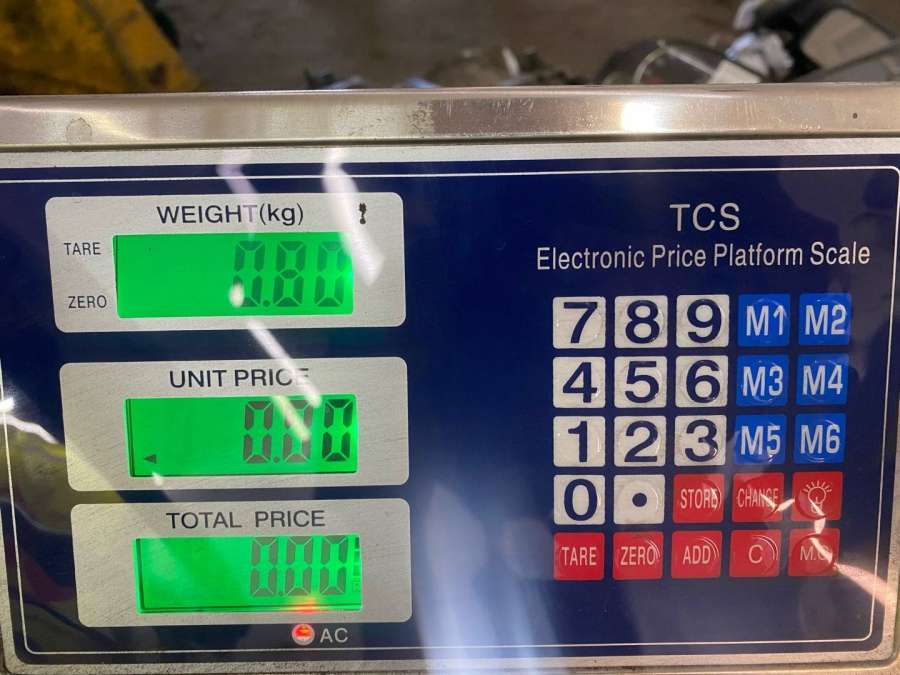 WEIGHT(kg)
TARE
0.80
ZERO
UNIT PRICE
0.00
TOTAL PRICE
0.00
AC
TCS
Electronic Price Platform Scale
7 8 9 M1 M2
4 5 6 M3 M4
1 2 3 M5 M6
0 . STORE CHANGE
TARE ZERO ADD C